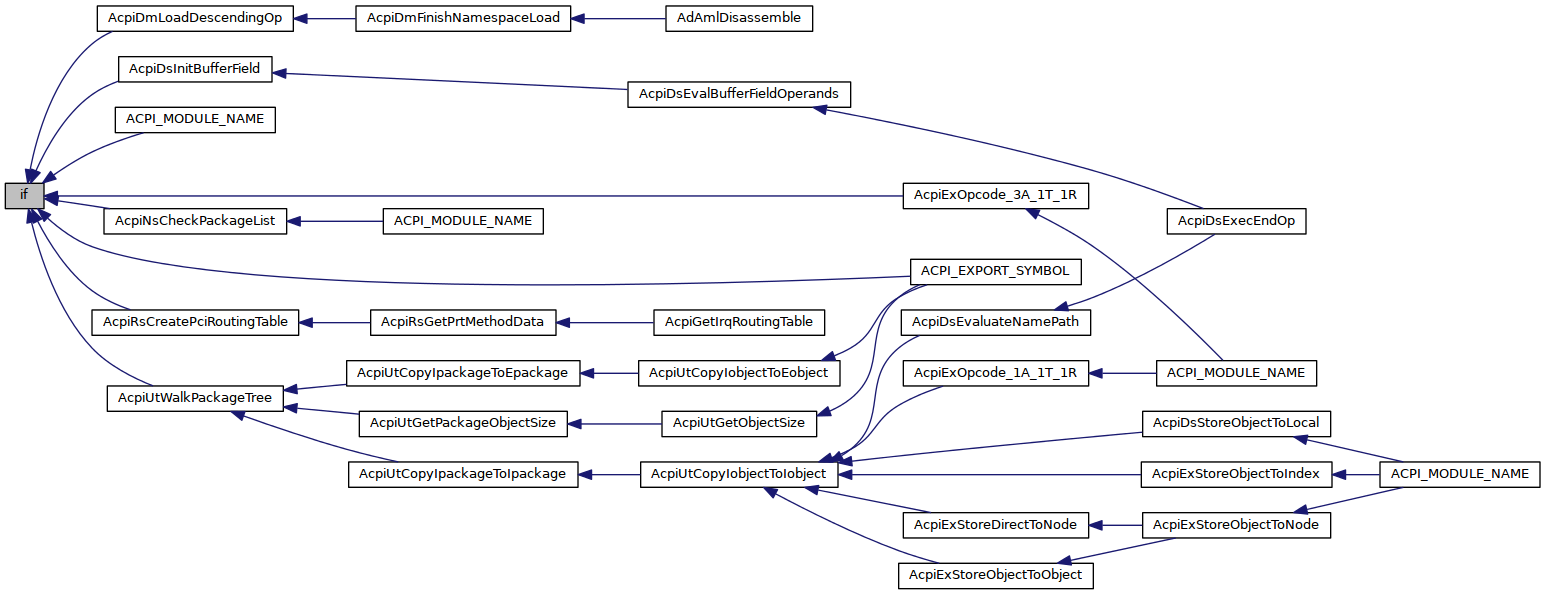 AcpiDmLoadDescendingOp
AcpiDmFinishNamespaceLoad
AdAmlDisassemble
AcpiDsInitBufferField
AcpiDsEvalBufferFieldOperands
ACPI_MODULE_NAME
if
AcpiExOpcode_3A_1T_1R
AcpiNsCheckPackageList
ACPI_MODULE_NAME
AcpiDsExecEndOp
ACPI_EXPORT_SYMBOL
AcpiRsCreatePciRoutingTable
AcpiRsGetPrtMethodData
AcpiGetIrqRoutingTable
AcpiDsEvaluateNamePath
AcpiUtCopyIpackageToEpackage
AcpiUtCopyIobjectToEobject
AcpiExOpcode_1A_1T_1R
ACPI_MODULE_NAME
AcpiUtWalkPackageTree
AcpiUtGetPackageObjectSize
AcpiUtGetObjectSize
AcpiDsStoreObjectToLocal
AcpiUtCopyIpackageToIpackage
AcpiUtCopyIobjectToIobject
AcpiExStoreObjectToIndex
ACPI_MODULE_NAME
AcpiExStoreDirectToNode
AcpiExStoreObjectToNode
AcpiExStoreObjectToObject